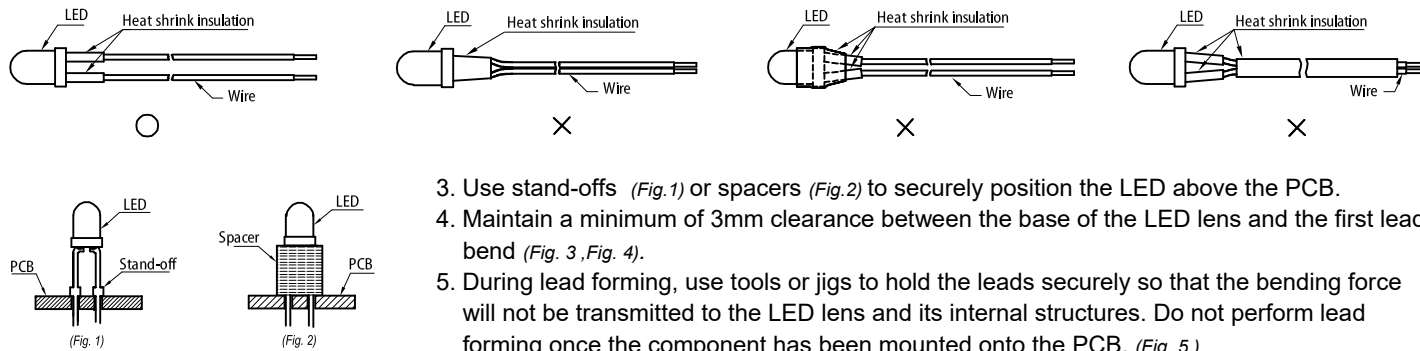 LED Heat shrink insulation
Wire
LED Heat shrink insulation
Wire
LED Heat shrink insulation
Wire
LED Heat shrink insulation
Wire
LED
PCB Stand-off
(Fig. 1)
LED
Spacer
PCB
(Fig. 2)
3. Use stand-offs (Fig.1) or spacers (Fig.2) to securely position the LED above the PCB.
4. Maintain a minimum of 3mm clearance between the base of the LED lens and the first lead
bend (Fig. 3 ,Fig. 4).
5. During lead forming, use tools or jigs to hold the leads securely so that the bending force
will not be transmitted to the LED lens and its internal structures. Do not perform lead
forming once the component has been mounted onto the PCB. (Fig. 5 )